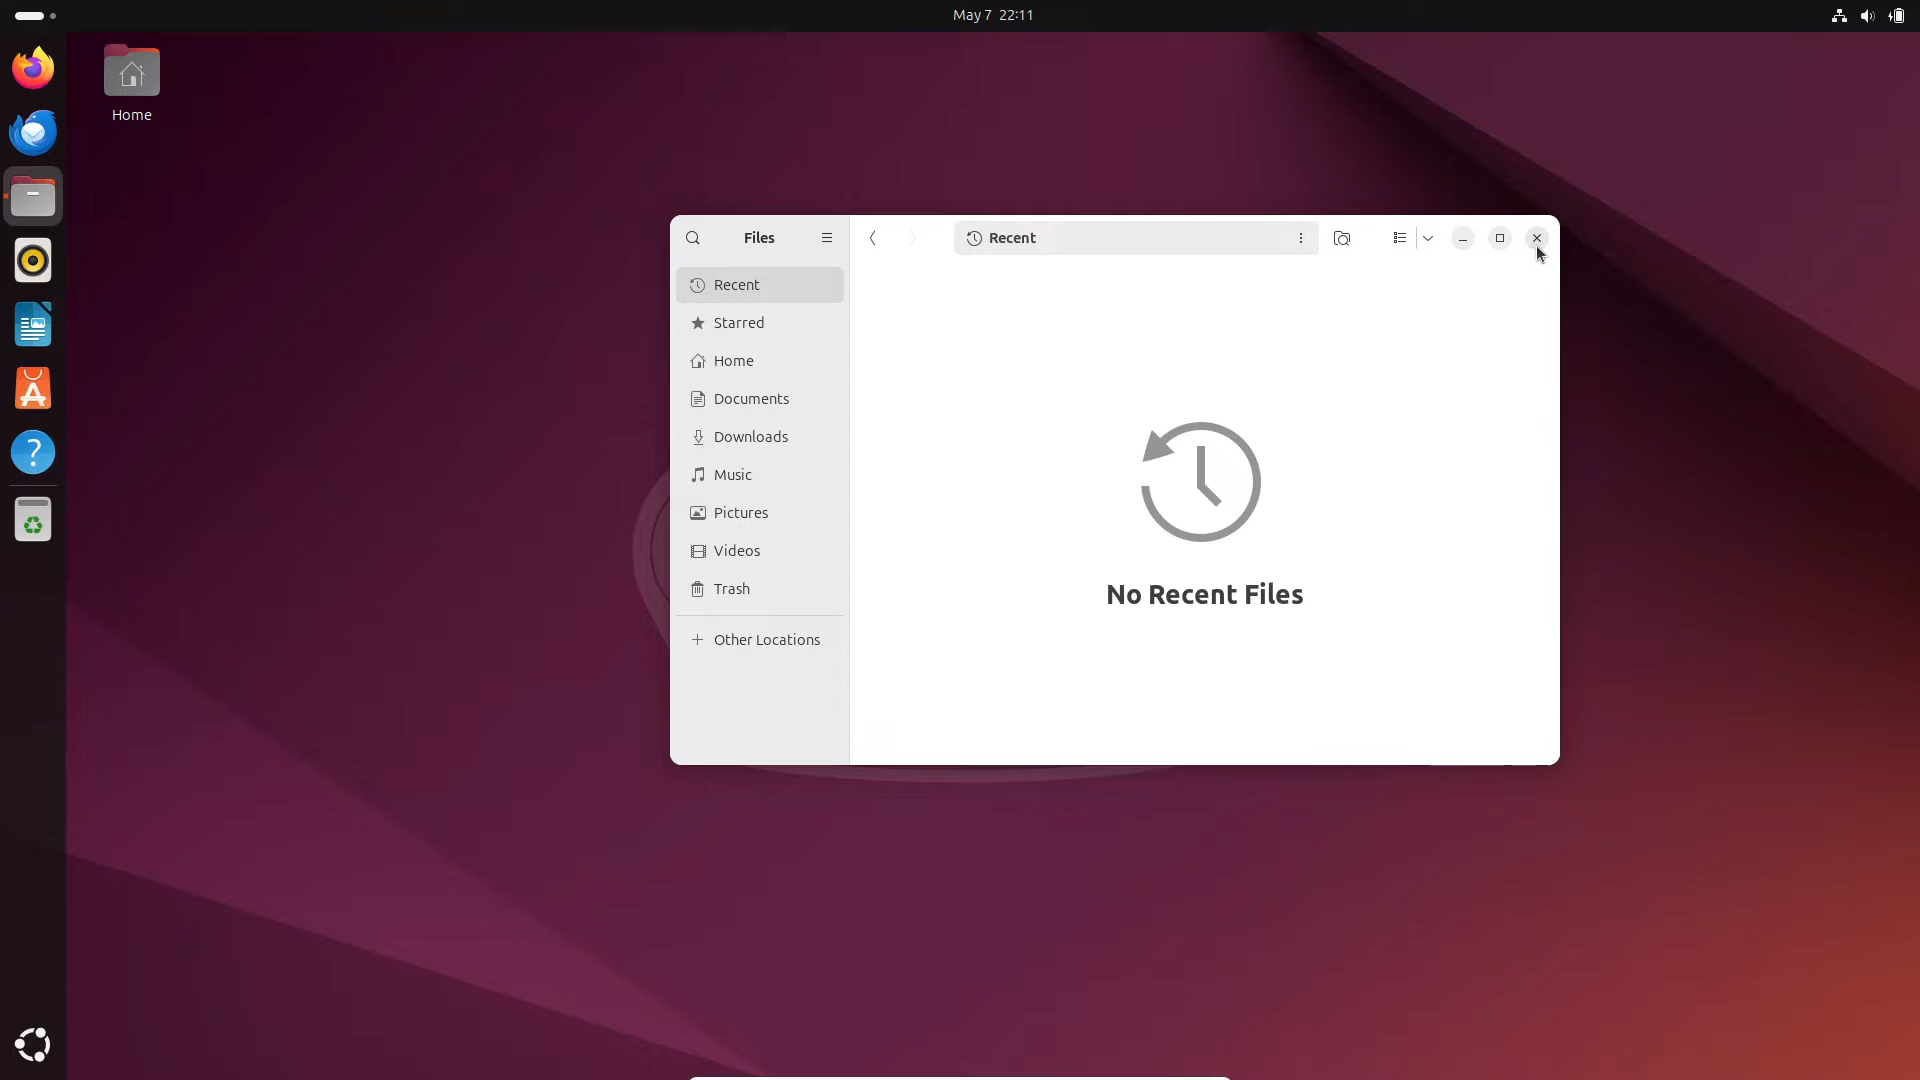 May 7 22:11
Home
Files
Recent
Recent
Starred
Home
Documents
Downloads
Music
Pictures
Videos
Trash
Other Locations
No Recent Files